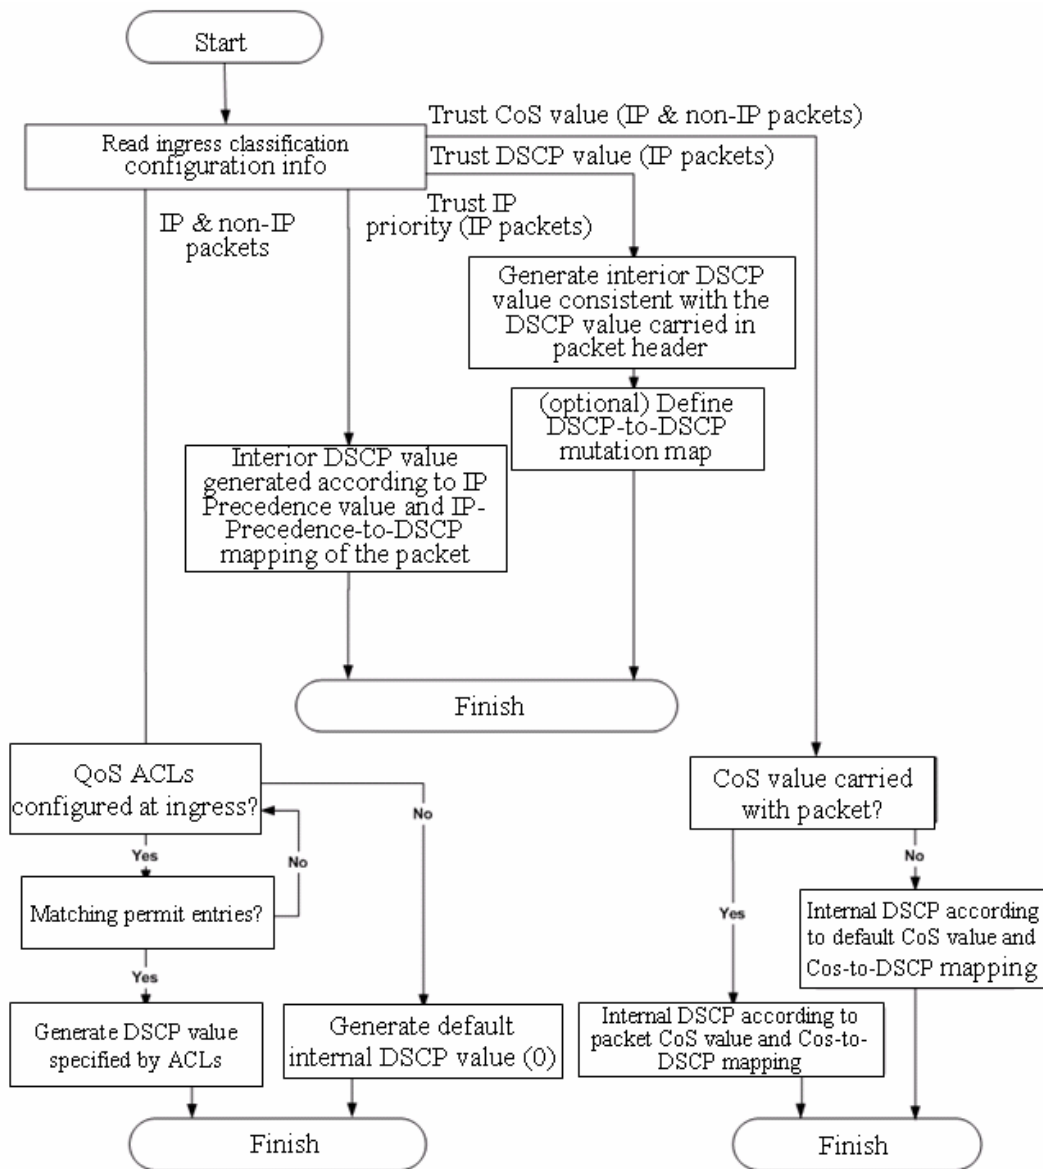 Start
Read ingress classification
configuration info
Trust CoS value (IP & non-IP packets)
Trust DSCP value (IP packets)
Trust IP
priority (IP packets)
IP & non-IP
packets
Generate interior DSCP
value consistent with the
DSCP value carried in
packet header
(optional) Define
DSCP-to-DSCP
mutation map
Interior DSCP value
generated according to IP
Precedence value and IP-
Precedence-to-DSCP
mapping of the packet
Finish
QoS ACLs
configured at ingress?
No
Yes
No
Matching permit entries?
Yes
Generate DSCP value
specified by ACLs
Generate default
internal DSCP value (0)
Finish
CoS value carried
with packet?
No
Yes
Internal DSCP according
to default CoS value and
Cos-to-DSCP mapping
Internal DSCP according to
packet CoS value and Cos-to-
DSCP mapping
Finish